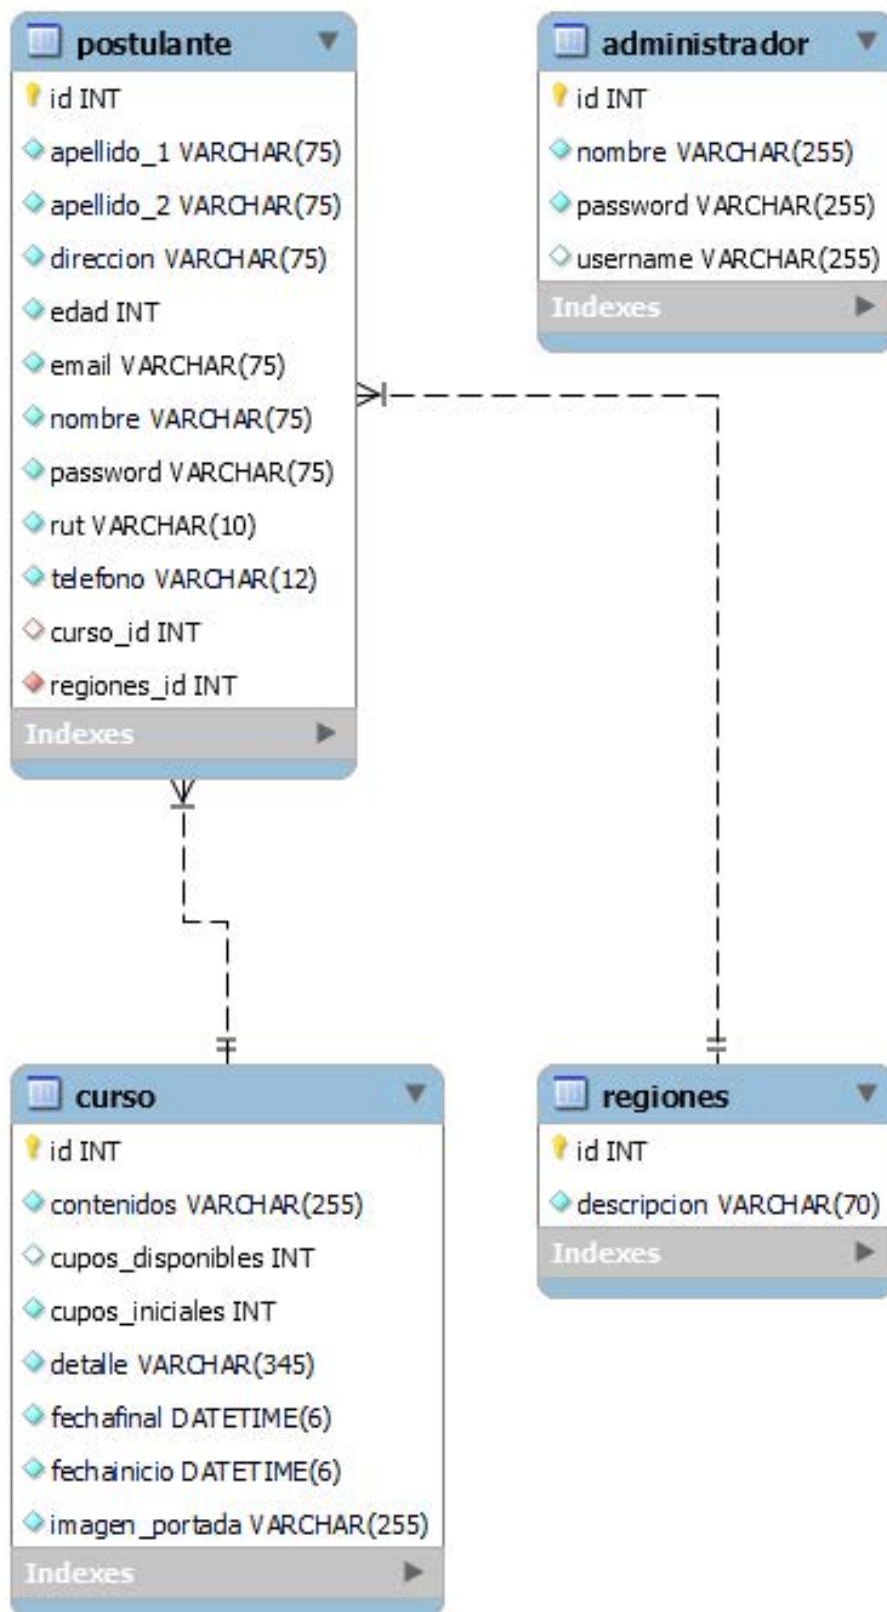 postulante
id INT
apellido_1 VARCHAR(75)
apellido_2 VARCHAR(75)
direccion VARCHAR(75)
edad INT
email VARCHAR(75)
nombre VARCHAR(75)
password VARCHAR(75)
rut VARCHAR(10)
telefono VARCHAR(12)
curso_id INT
regiones_id INT
Indexes
administrador
id INT
nombre VARCHAR(255)
password VARCHAR(255)
username VARCHAR(255)
Indexes
curso
id INT
contenidos VARCHAR(255)
cupos_disponibles INT
cupos_iniciales INT
detalle VARCHAR(345)
fechafinal DATETIME(6)
fechainicio DATETIME(6)
imagen_portada VARCHAR(255)
Indexes
regiones
id INT
descripcion VARCHAR(70)
Indexes